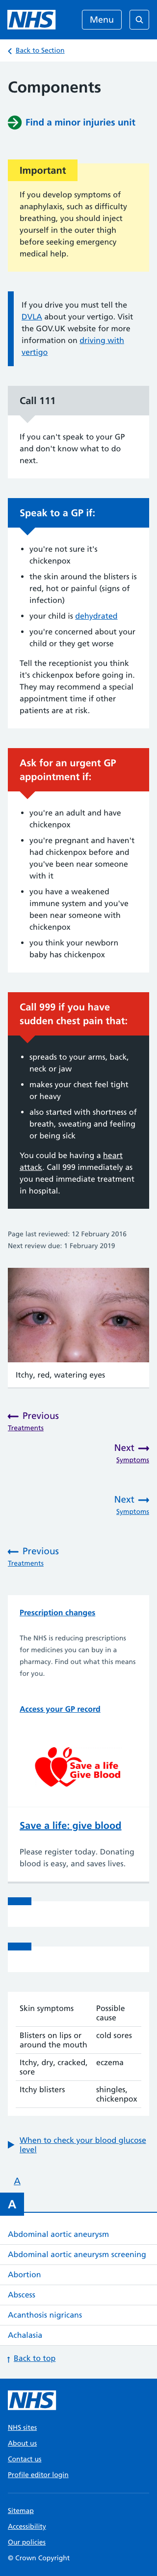 NHS
Menu
Back to Section
Components
Find a minor injuries unit
Important
If you develop symptoms of
anaphylaxis, such as difficulty
breathing, you should inject
yourself in the outer thigh
before seeking emergency
medical help.
If you drive you must tell the
DVLA about your vertigo. Visit
the GOV.UK website for more
information on driving with
vertigo
Call 111
If you can't speak to your GP
and don't know what to do
next.
Speak to a GP if:
you're not sure it's
chickenpox
the skin around the blisters is
red, hot or painful (signs of
infection)
your child is dehydrated
you're concerned about your
child or they get worse
Tell the receptionist you think
it's chickenpox before going in.
They may recommend a special
appointment time if other
patients are at risk.
Ask for an urgent GP
appointment if:
you're an adult and have
chickenpox
you're pregnant and haven't
had chickenpox before and
you've been near someone
with it
you have a weakened
immune system and you've
been near someone with
chickenpox
you think your newborn
baby has chickenpox
Call 999 if you have
sudden chest pain that:
spreads to your arms, back,
neck or jaw
makes your chest feel tight
or heavy
also started with shortness of
breath, sweating and feeling
or being sick
You could be having a heart
attack. Call 999 immediately as
you need immediate treatment
in hospital.
Page last reviewed: 12 February 2016
Next review due: 1 February 2019
Itchy, red, watering eyes
Previous
Treatments
Next
Symptoms
Next
Symptoms
Previous
Treatments
Prescription changes
The NHS is reducing prescriptions
for medicines you can buy in a
pharmacy. Find out what this means
for you.
Access your GP record
Save a life
Give Blood
Save a life: give blood
Please register today. Donating
blood is easy, and saves lives.
Skin symptoms Possible
cause
Blisters on lips or cold sores
around the mouth
Itchy, dry, cracked, eczema
sore
Itchy blisters shingles,
chickenpox
When to check your blood glucose
level
A
A
Abdominal aortic aneurysm
Abdominal aortic aneurysm screening
Abortion
Abscess
Acanthosis nigricans
Achalasia
Back to top
NHS
NHS sites
About us
Contact us
Profile editor login
Sitemap
Accessibility
Our policies
© Crown Copyright